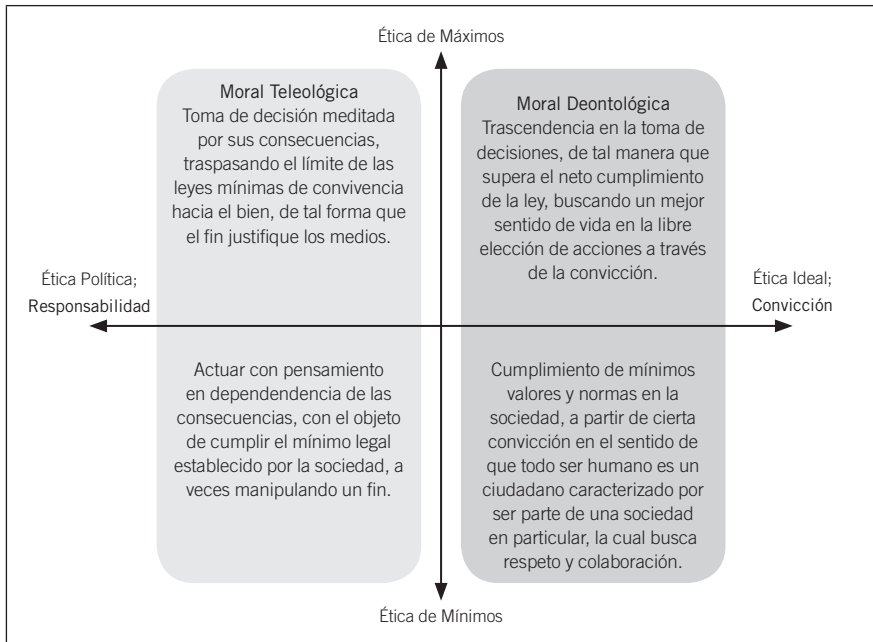 Ética de Máximos
Moral Teleológica
Toma de decisión meditada
por sus consecuencias,
traspasando el límite de las
leyes mínimas de convivencia
hacia el bien, de tal forma que
el fin justifique los medios.
Moral Deontológica
Trascendencia en la toma de
decisiones, de tal manera que
supera el neto cumplimiento
de la ley, buscando un mejor
sentido de vida en la libre
elección de acciones a través
de la convicción.
Ética Política;
Responsabilidad
Ética Ideal;
Convicción
Actuar con pensamiento
en dependendencia de las
consecuencias, con el objeto
de cumplir el mínimo legal
establecido por la sociedad, a
veces manipulando un fin.
Cumplimiento de mínimos
valores y normas en la
sociedad, a partir de cierta
convicción en el sentido de
que todo ser humano es un
ciudadano caracterizado por
ser parte de una sociedad
en particular, la cual busca
respeto y colaboración.
Ética de Mínimos